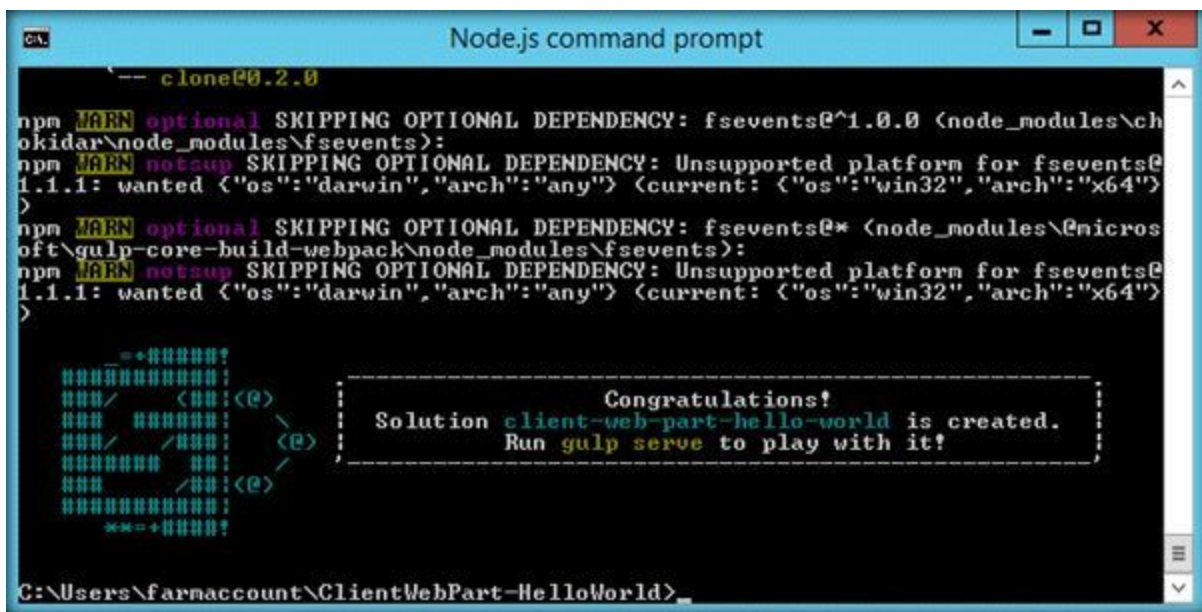 Node.js command prompt
`-- clone@0.2.0
npm WARN optional SKIPPING OPTIONAL DEPENDENCY: fsevents@^1.0.0 (node_modules\ch
okidar\node_modules\fsevents):
npm WARN notsup SKIPPING OPTIONAL DEPENDENCY: Unsupported platform for fsevents@
1.1.1: wanted {"os":"darwin","arch":"any"} (current: {"os":"win32","arch":"x64"}
)
npm WARN optional SKIPPING OPTIONAL DEPENDENCY: fsevents@* (node_modules\@micros
oft\gulp-core-build-webpack\node_modules\fsevents):
npm WARN notsup SKIPPING OPTIONAL DEPENDENCY: Unsupported platform for fsevents@
1.1.1: wanted {"os":"darwin","arch":"any"} (current: {"os":"win32","arch":"x64"}
)
_=+#####!
###########|
###/    (##|(@)
###  ######|   \
###/   /###|   (@)
#######  ##|   /
###     /##|(@)
###########|
**=+####!
Congratulations!
Solution client-web-part-hello-world is created.
Run gulp serve to play with it!
C:\Users\farmaccount\ClientWebPart-HelloWorld>_